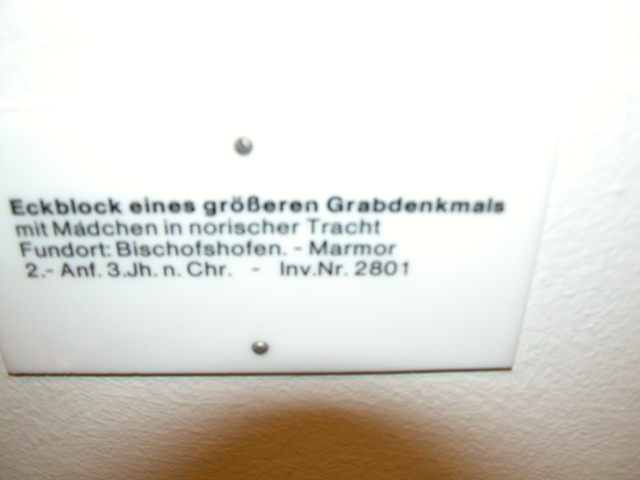 Eckblock eines größeren Grabdenkmals
mit Mädchen in norischer Tracht
Fundort: Bischofshofen. - Marmor
2.- Anf. 3.Jh. n. Chr. - Inv.Nr. 2801